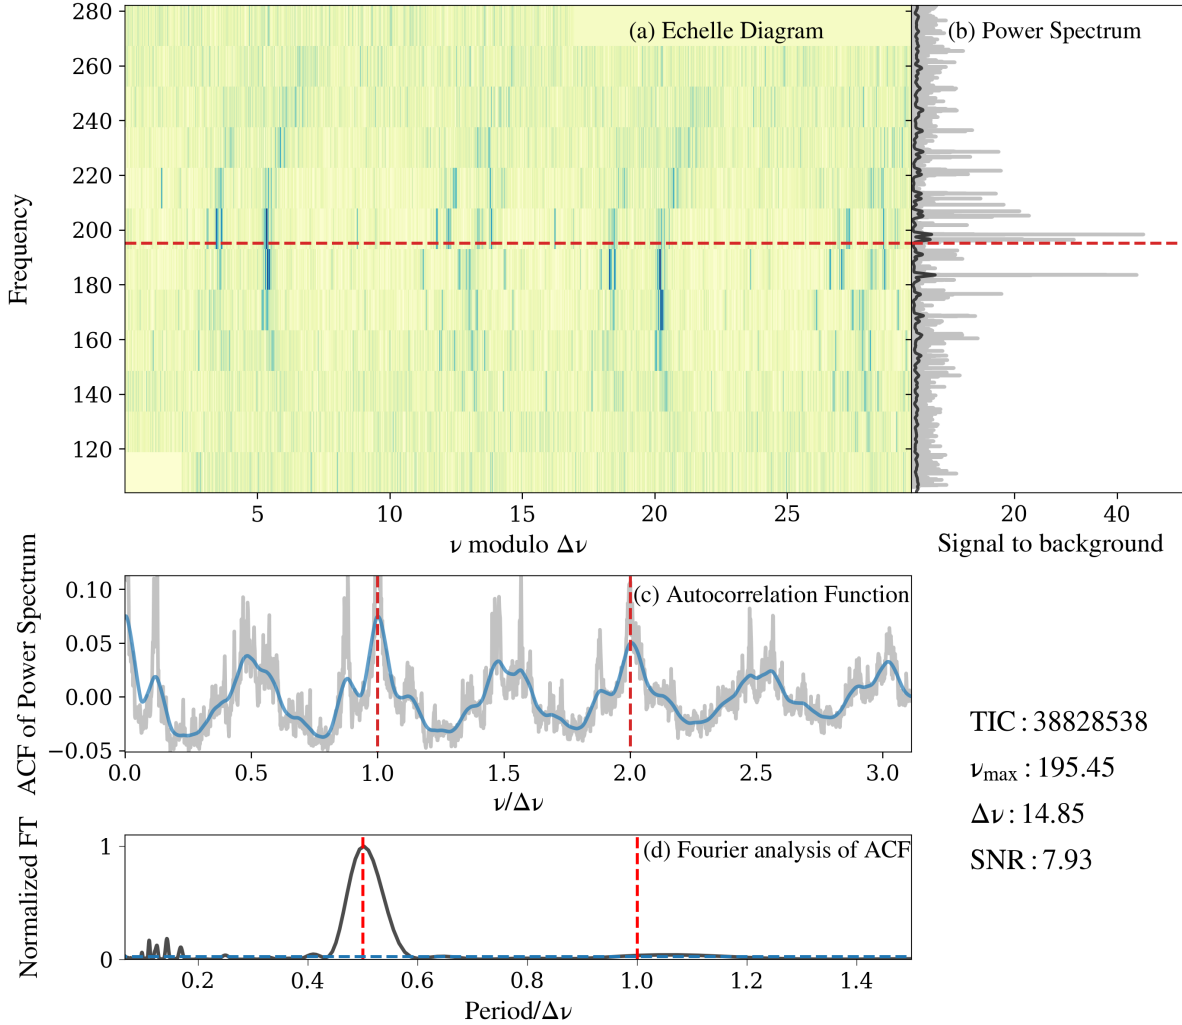 (a) Echelle Diagram
(b) Power Spectrum
Frequency
280
260
240
220
200
180
160
140
120
5
10
15
20
25
ν modulo Δν
20
40
Signal to background
ACF of Power Spectrum
(c) Autocorrelation Function
0.10
0.05
0.00
−0.05
0.0
0.5
1.0
1.5
2.0
2.5
3.0
ν/Δν
TIC : 38828538
νmax : 195.45
Δν : 14.85
SNR : 7.93
Normalized FT
(d) Fourier analysis of ACF
1
0
0.2
0.4
0.6
0.8
1.0
1.2
1.4
Period/Δν